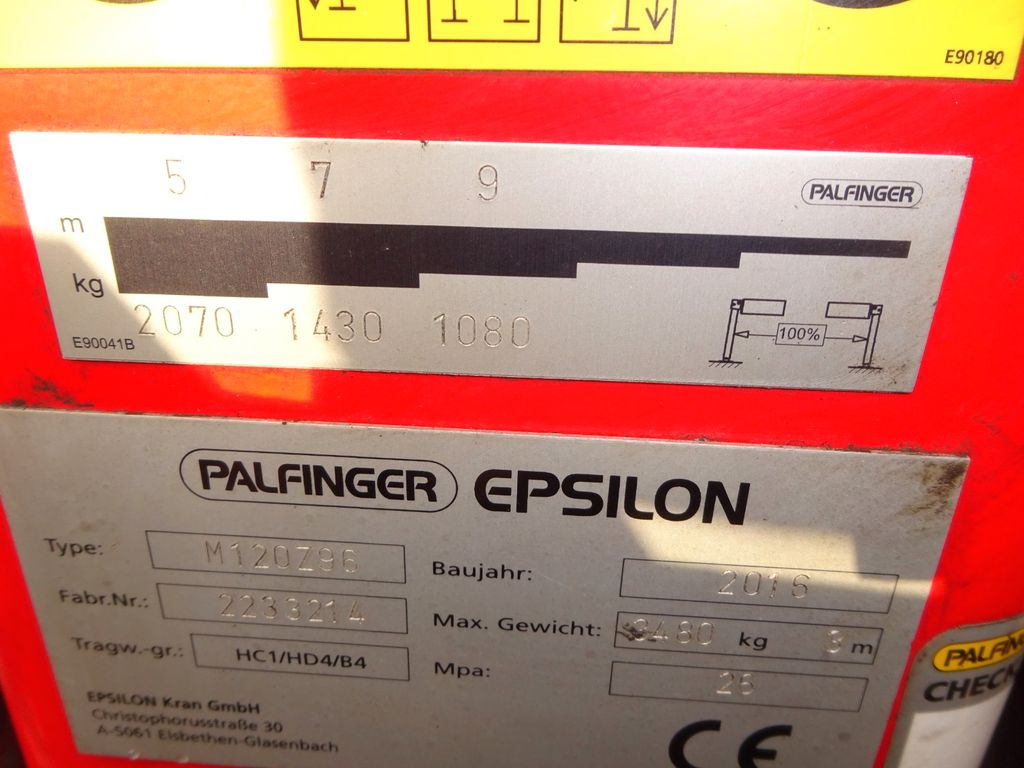 E90180
5 7 9
PALFINGER
m
kg
2070 1430 1080
E90041B
100%
PALFINGER EPSILON
Type: M120Z96
Baujahr: 2016
Fabr.Nr.: 2233214
Max. Gewicht: 3480 kg 3 m
Tragw.-gr.: HC1/HD4/B4
Mpa: 26
EPSILON Kran GmbH
Christophorusstraße 30
A-5061 Elsbethen-Glasenbach
CE